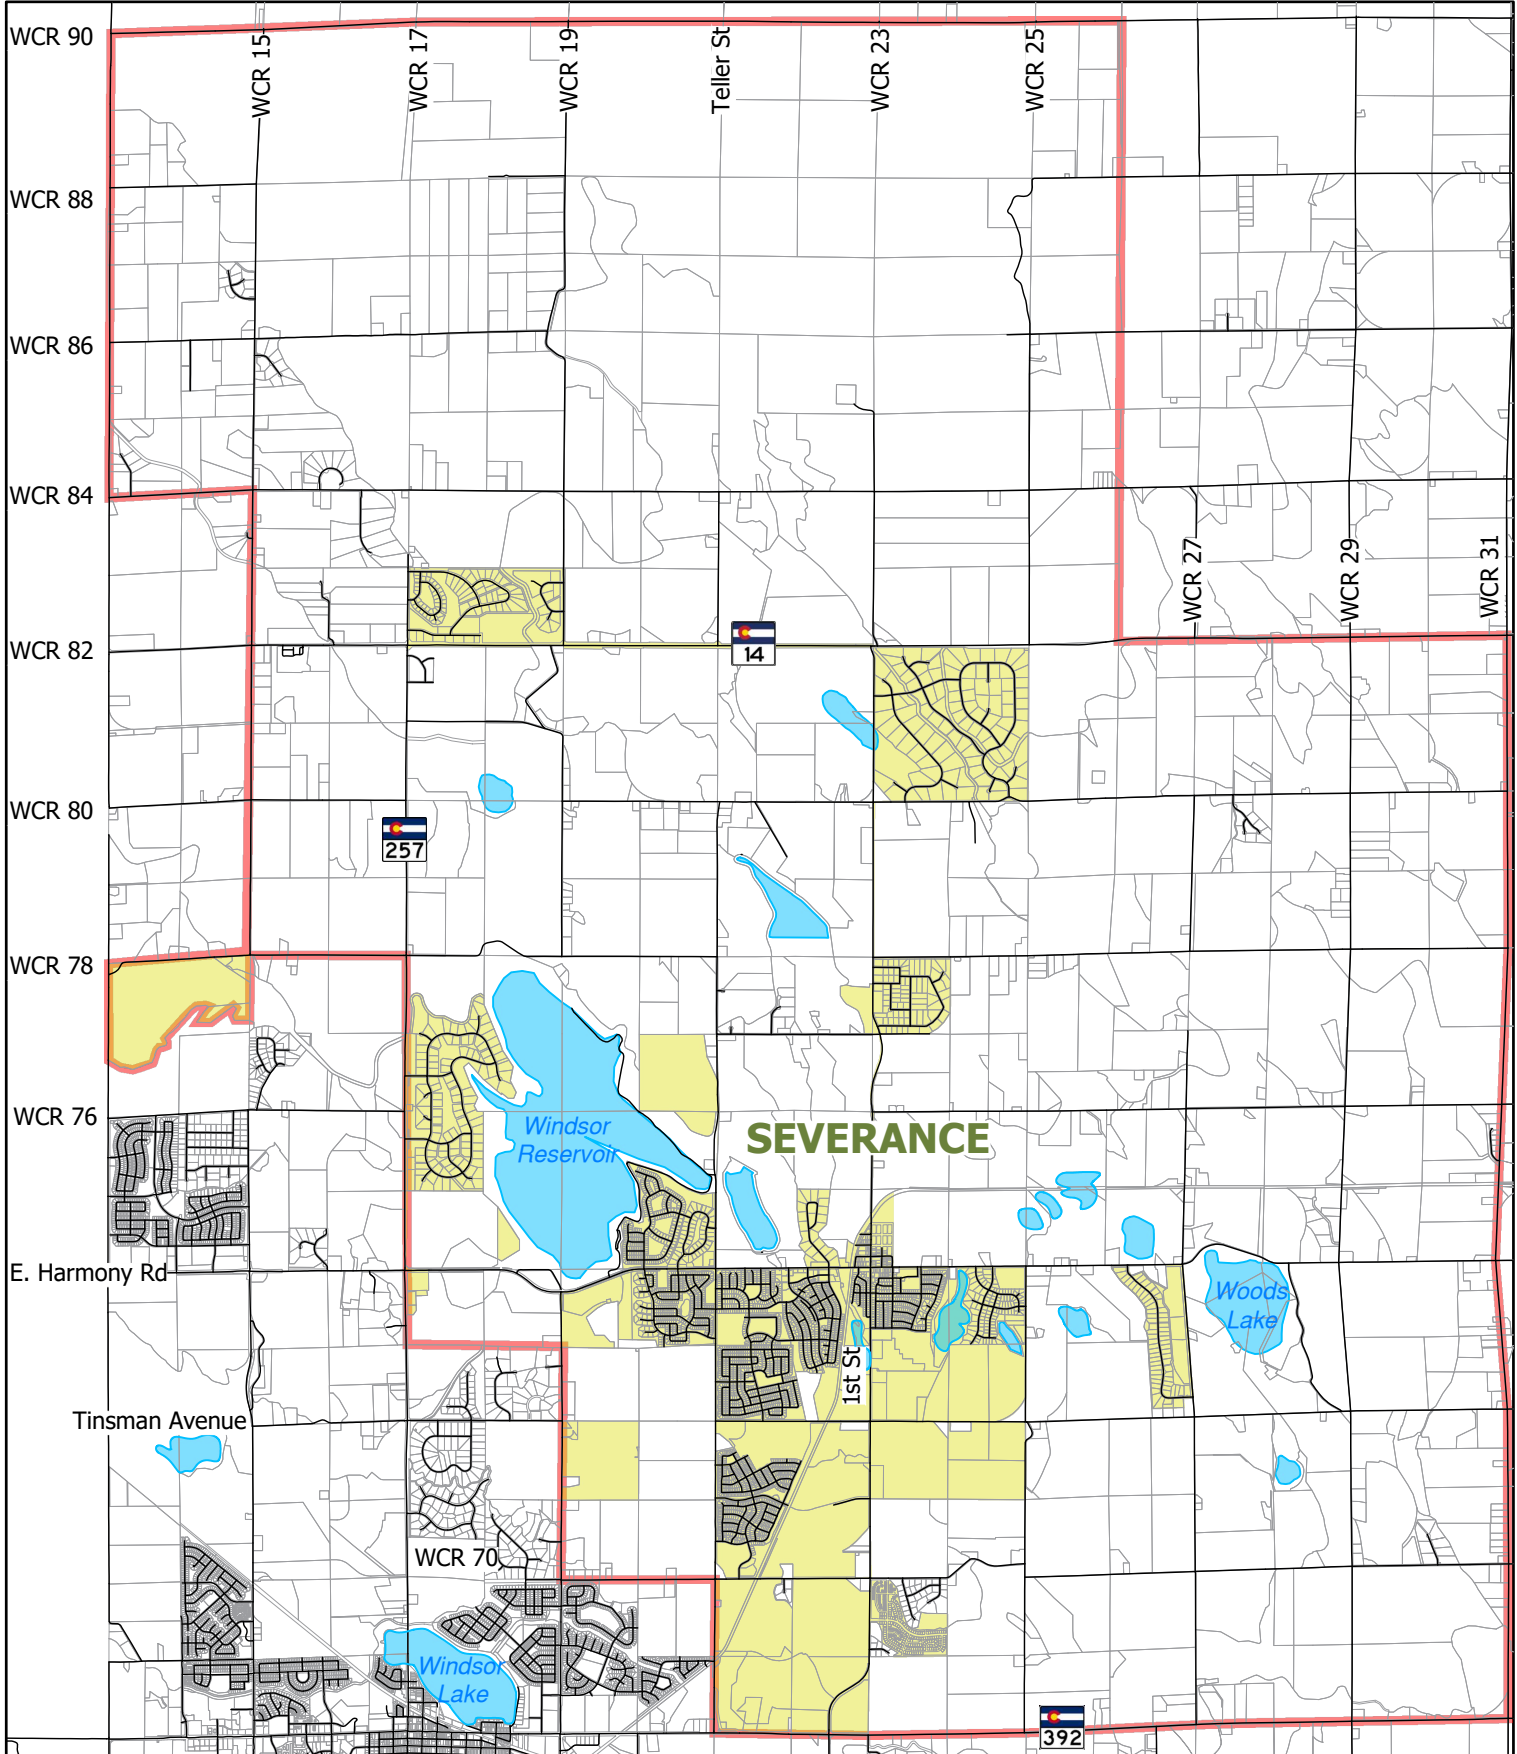 WCR 90
WCR 15
WCR 17
WCR 19
Teller St
WCR 23
WCR 25
WCR 88
WCR 86
WCR 84
WCR 27
WCR 29
WCR 31
WCR 82
14
WCR 80
257
WCR 78
WCR 76
Windsor
Reservoir
SEVERANCE
E. Harmony Rd
Woods
Lake
1st St
Tinsman Avenue
WCR 70
Windsor
Lake
392